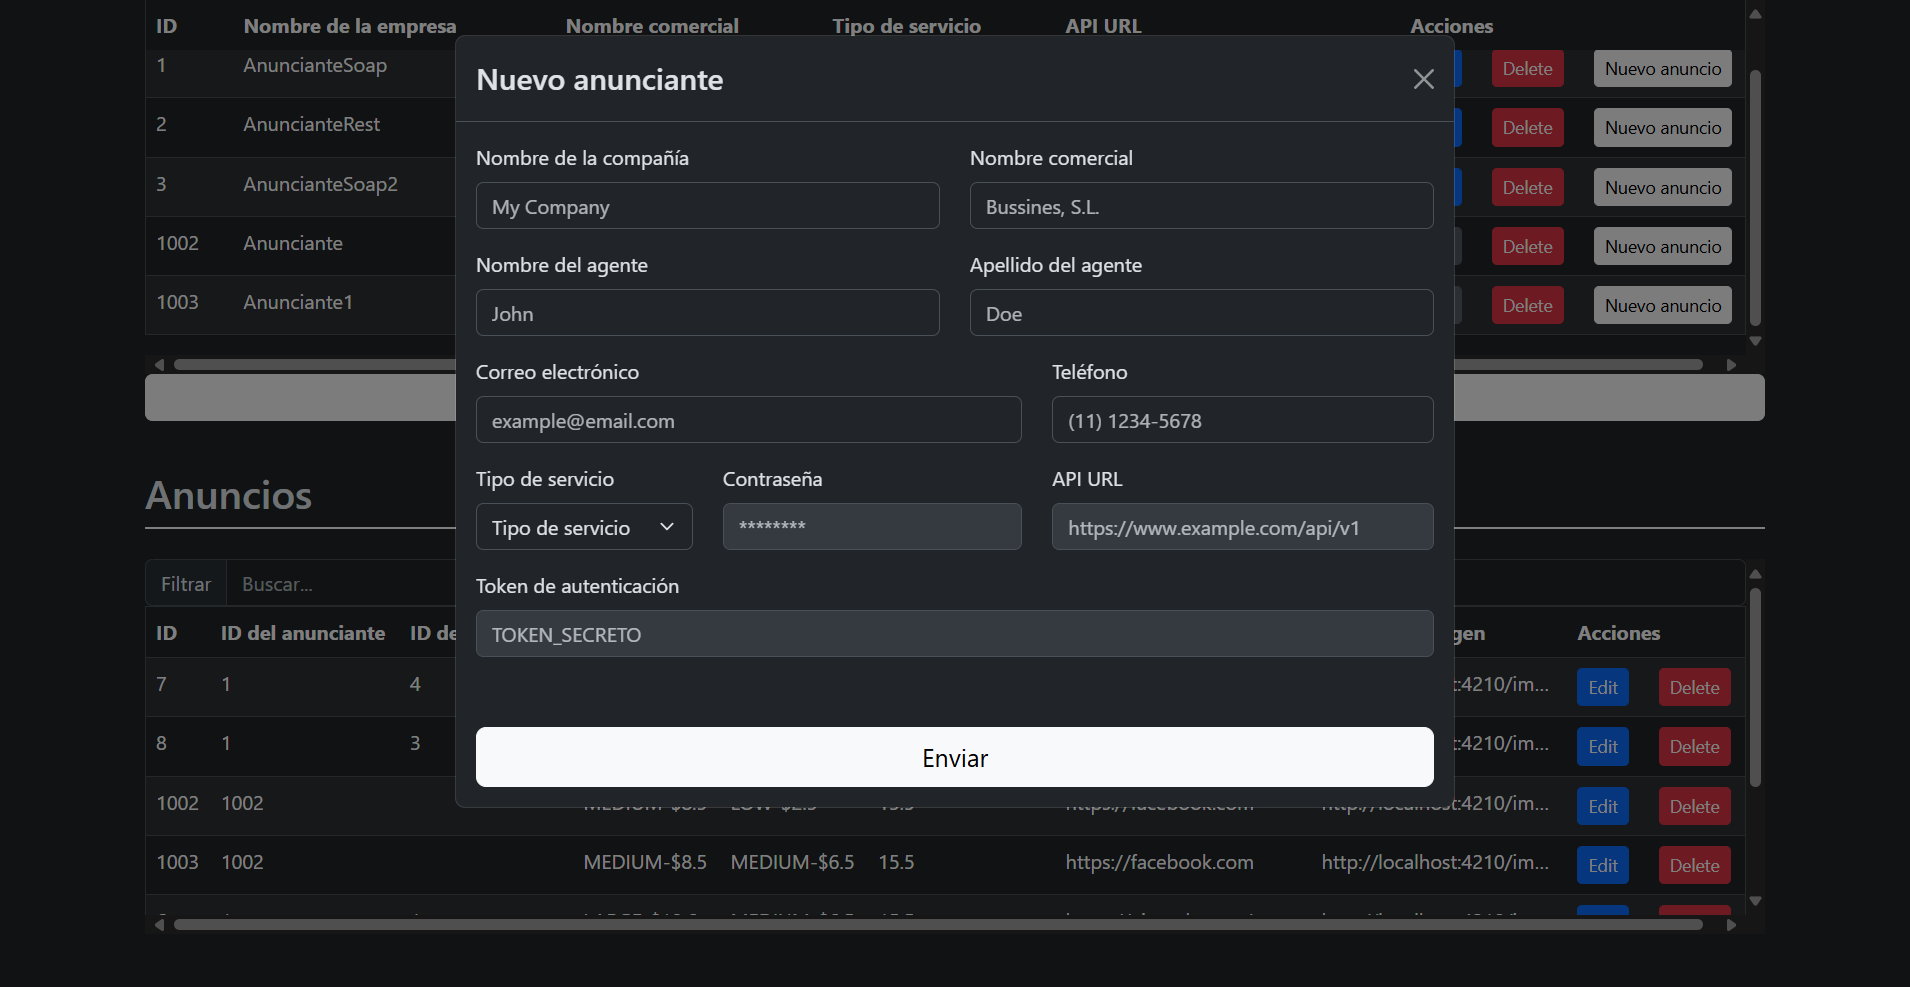 ID Nombre de la empresa Nombre comercial Tipo de servicio API URL Acciones
1 AnuncianteSoap Delete Nuevo anuncio
2 AnuncianteRest Delete Nuevo anuncio
3 AnuncianteSoap2 Delete Nuevo anuncio
1002 Anunciante Delete Nuevo anuncio
1003 Anunciante1 Delete Nuevo anuncio
Nuevo anunciante
Nombre de la compañía Nombre comercial
My Company Bussines, S.L.
Nombre del agente Apellido del agente
John Doe
Correo electrónico Teléfono
example@email.com (11) 1234-5678
Tipo de servicio Contraseña API URL
Tipo de servicio ******** https://www.example.com/api/v1
Token de autenticación
TOKEN_SECRETO
Enviar
Anuncios
Filtrar Buscar...
ID ID del anunciante ID de gen Acciones
7 1 4 :4210/im... Edit Delete
8 1 3 :4210/im... Edit Delete
1002 1002 https://facebook.com http://localhost:4210/im... Edit Delete
1003 1002 MEDIUM-$8.5 MEDIUM-$6.5 15.5 https://facebook.com http://localhost:4210/im... Edit Delete